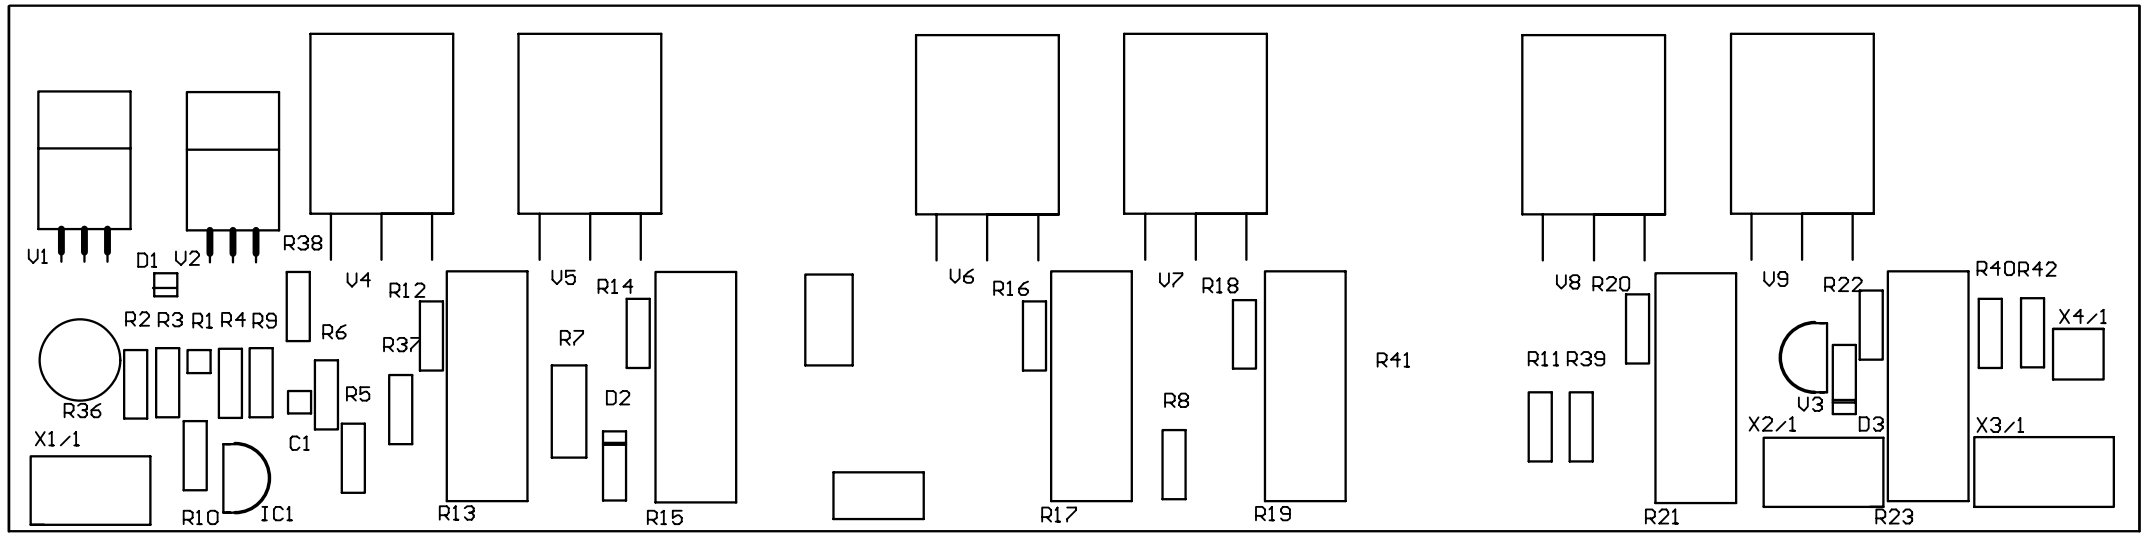 R38
V1
D1
V2
V4
V5
V6
V7
V8
V9
R12
R14
R16
R18
R20
R22
R40
R42
R2
R3
R1
R4
R9
R6
R37
R7
X4/1
R41
R11
R39
R36
R5
D2
R8
V3
X1/1
C1
X2/1
D3
X3/1
R10
IC1
R13
R15
R17
R19
R21
R23